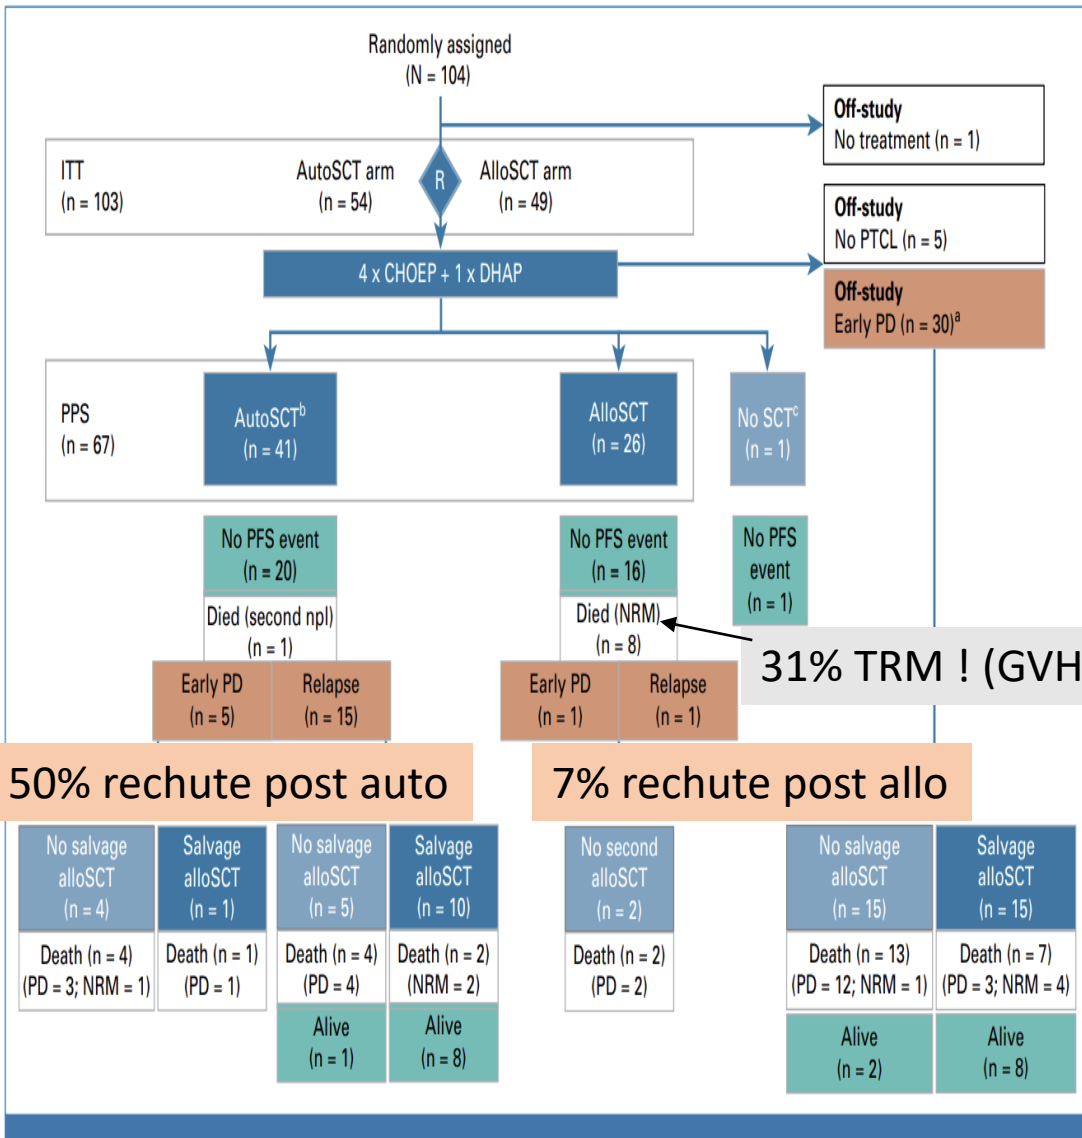 Randomly assigned
(N = 104)
Off-study
No treatment (n = 1)
ITT
(n = 103)
AutoSCT arm
(n = 54)
R
AlloSCT arm
(n = 49)
Off-study
No PTCL (n = 5)
4 x CHOEP + 1 x DHAP
Off-study
Early PD (n = 30)a
PPS
(n = 67)
AutoSCTb
(n = 41)
AlloSCT
(n = 26)
No SCTc
(n = 1)
No PFS event
(n = 20)
Died (second npl)
(n = 1)
Early PD
(n = 5)
Relapse
(n = 15)
No PFS event
(n = 16)
Died (NRM)
(n = 8)
Early PD
(n = 1)
Relapse
(n = 1)
No PFS
event
(n = 1)
31% TRM ! (GVH
50% rechute post auto
7% rechute post allo
No salvage
alloSCT
(n = 4)
Death (n = 4)
(PD = 3; NRM = 1)
Salvage
alloSCT
(n = 1)
Death (n = 1)
(PD = 1)
No salvage
alloSCT
(n = 5)
Death (n = 4)
(PD = 4)
Alive
(n = 1)
Salvage
alloSCT
(n = 10)
Death (n = 2)
(NRM = 2)
Alive
(n = 8)
No second
alloSCT
(n = 2)
Death (n = 2)
(PD = 2)
No salvage
alloSCT
(n = 15)
Death (n = 13)
(PD = 12; NRM = 1)
Alive
(n = 2)
Salvage
alloSCT
(n = 15)
Death (n = 7)
(PD = 3; NRM = 4)
Alive
(n = 8)